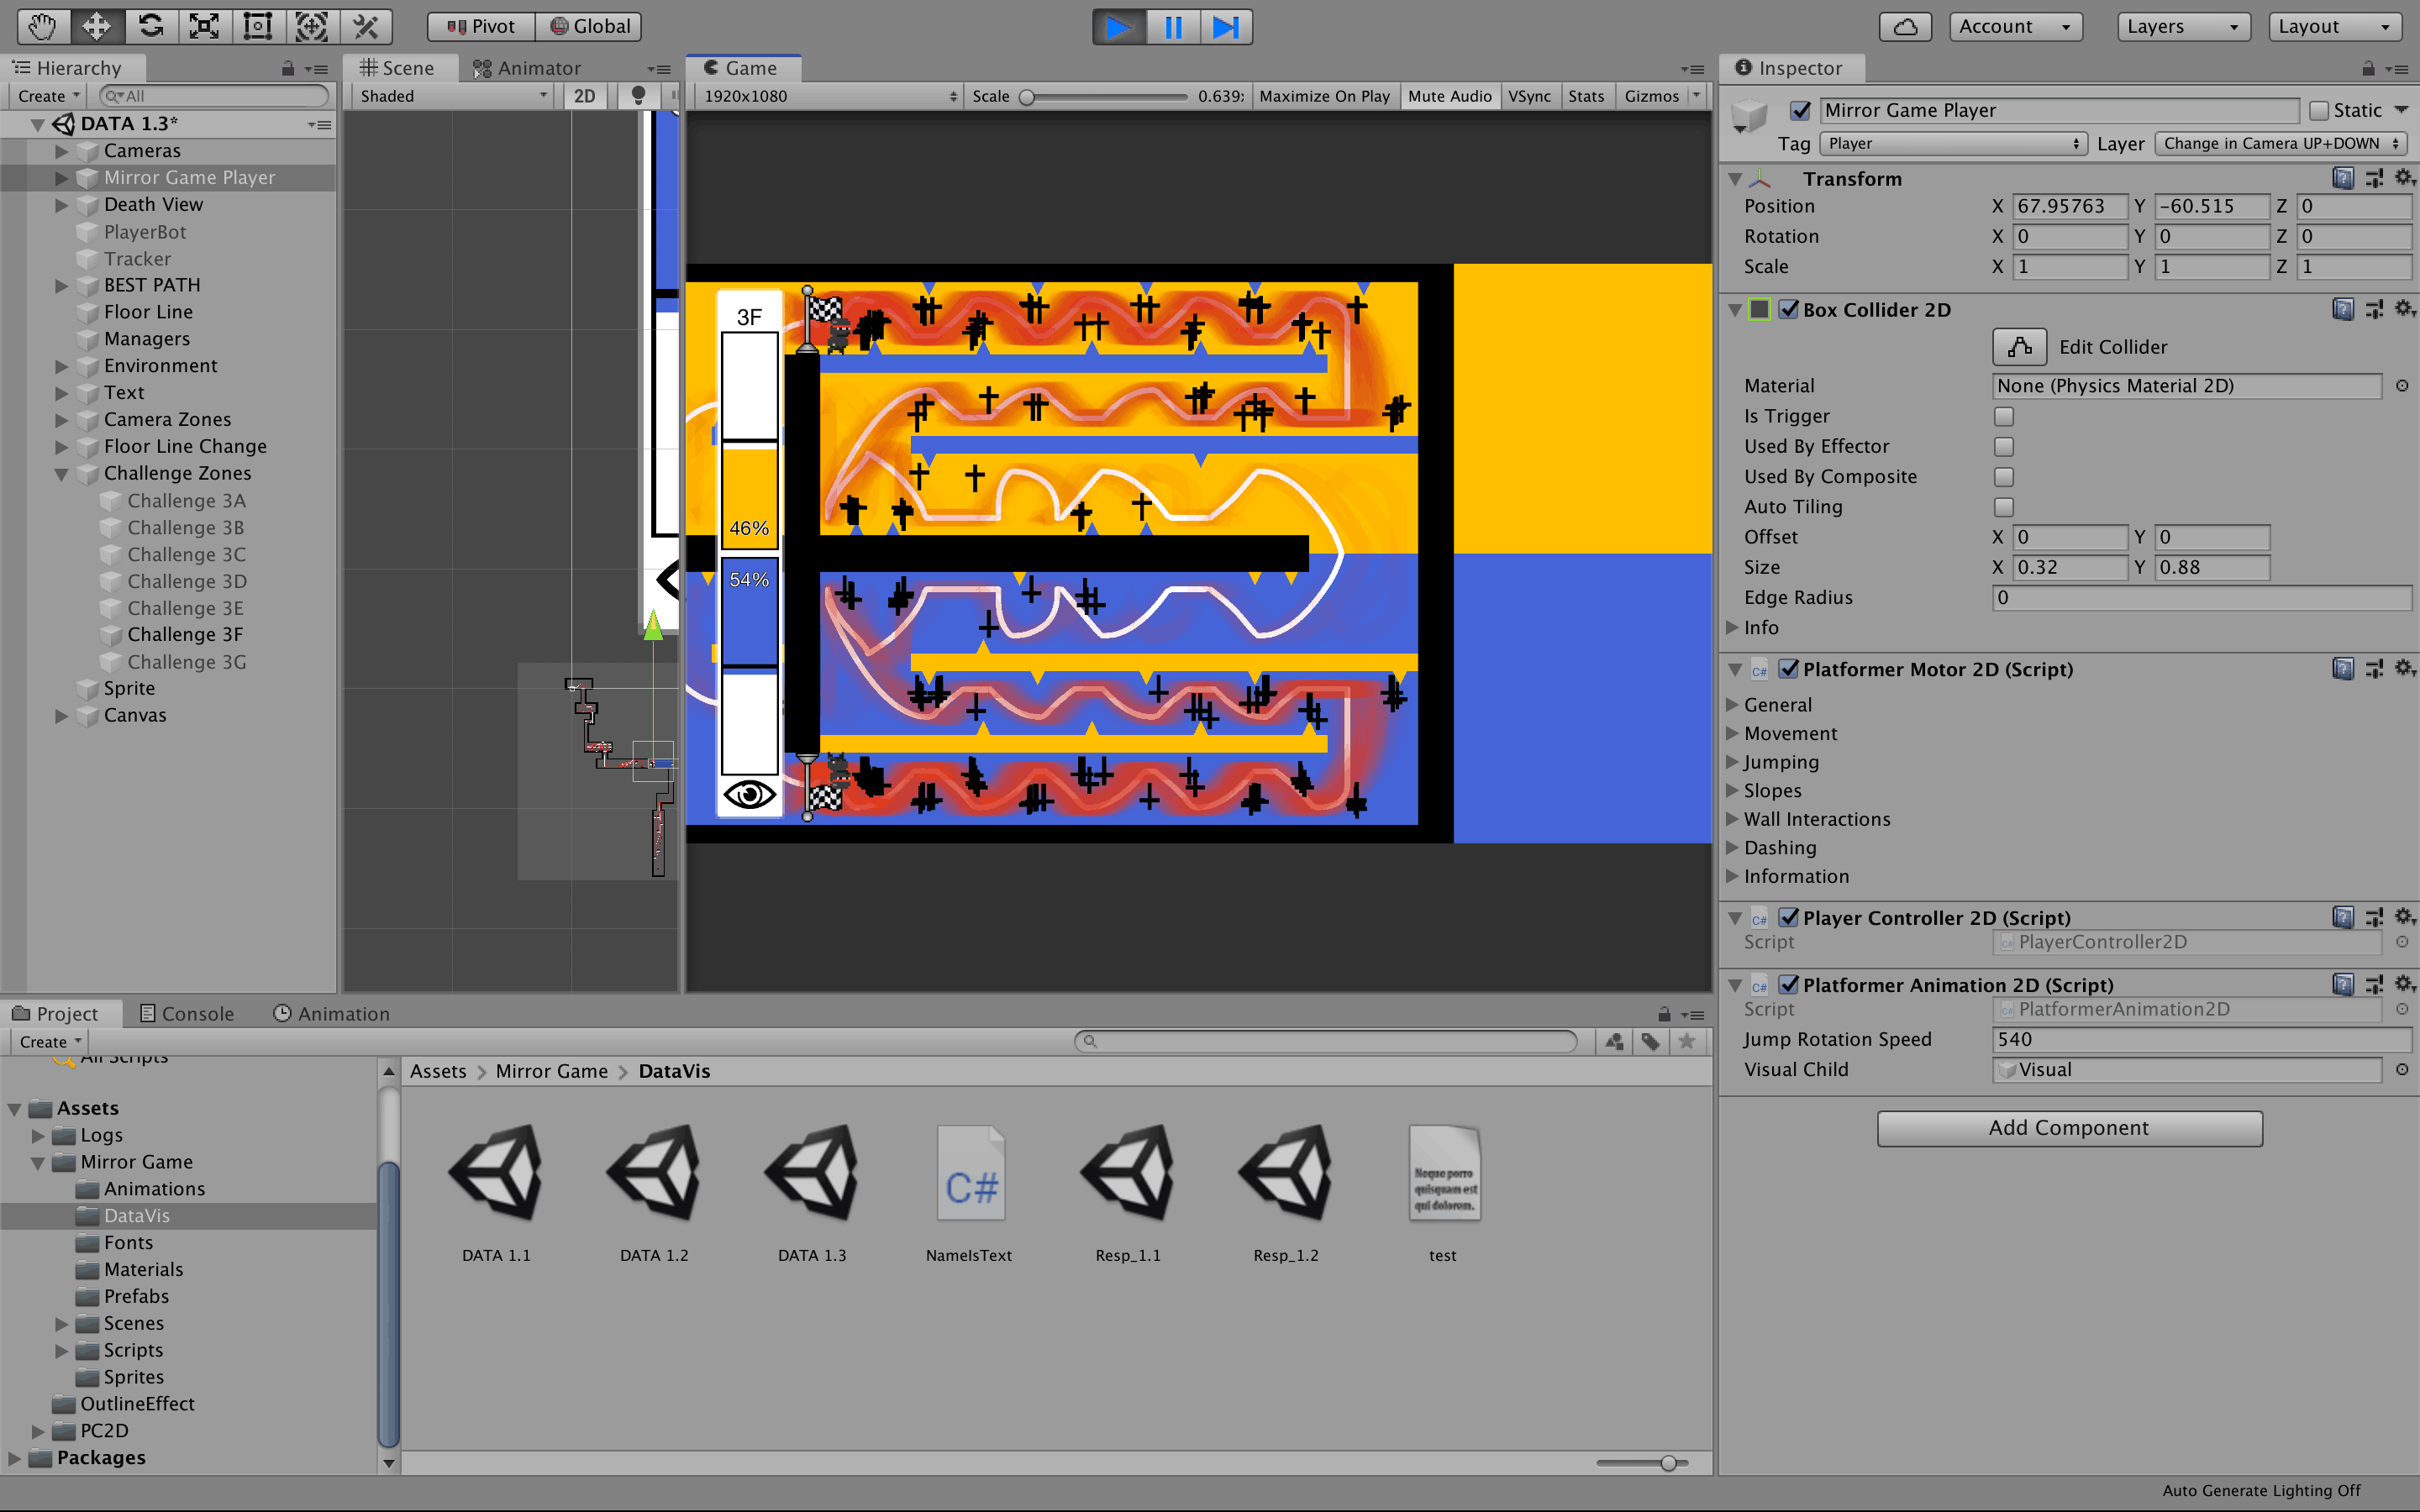 Pivot Global Account Layers Layout
Hierarchy
Create All
DATA 1.3*
Cameras
Mirror Game Player
Death View
PlayerBot
Tracker
BEST PATH
Floor Line
Managers
Environment
Text
Camera Zones
Floor Line Change
Challenge Zones
Challenge 3A
Challenge 3B
Challenge 3C
Challenge 3D
Challenge 3E
Challenge 3F
Challenge 3G
Sprite
Canvas
Scene Animator
Shaded 2D
Game
1920x1080 Scale 0.639: Maximize On Play Mute Audio VSync Stats Gizmos
3F
46%
54%
Inspector
Mirror Game Player Static
Tag Player Layer Change in Camera UP+DOWN
Transform
Position X 67.95763 Y -60.515 Z 0
Rotation X 0 Y 0 Z 0
Scale X 1 Y 1 Z 1
Box Collider 2D
Edit Collider
Material None (Physics Material 2D)
Is Trigger
Used By Effector
Used By Composite
Auto Tiling
Offset X 0 Y 0
Size X 0.32 Y 0.88
Edge Radius 0
Info
C# Platformer Motor 2D (Script)
General
Movement
Jumping
Slopes
Wall Interactions
Dashing
Information
C# Player Controller 2D (Script)
Script PlayerController2D
C# Platformer Animation 2D (Script)
Script PlatformerAnimation2D
Jump Rotation Speed 540
Visual Child Visual
Add Component
Project Console Animation
Create
All Scripts
Assets
Logs
Mirror Game
Animations
DataVis
Fonts
Materials
Prefabs
Scenes
Scripts
Sprites
OutlineEffect
PC2D
Packages
Assets > Mirror Game > DataVis
C#
Neque porro
quisquam est
qui dolorem.
DATA 1.1 DATA 1.2 DATA 1.3 NameIsText Resp_1.1 Resp_1.2 test
Auto Generate Lighting Off